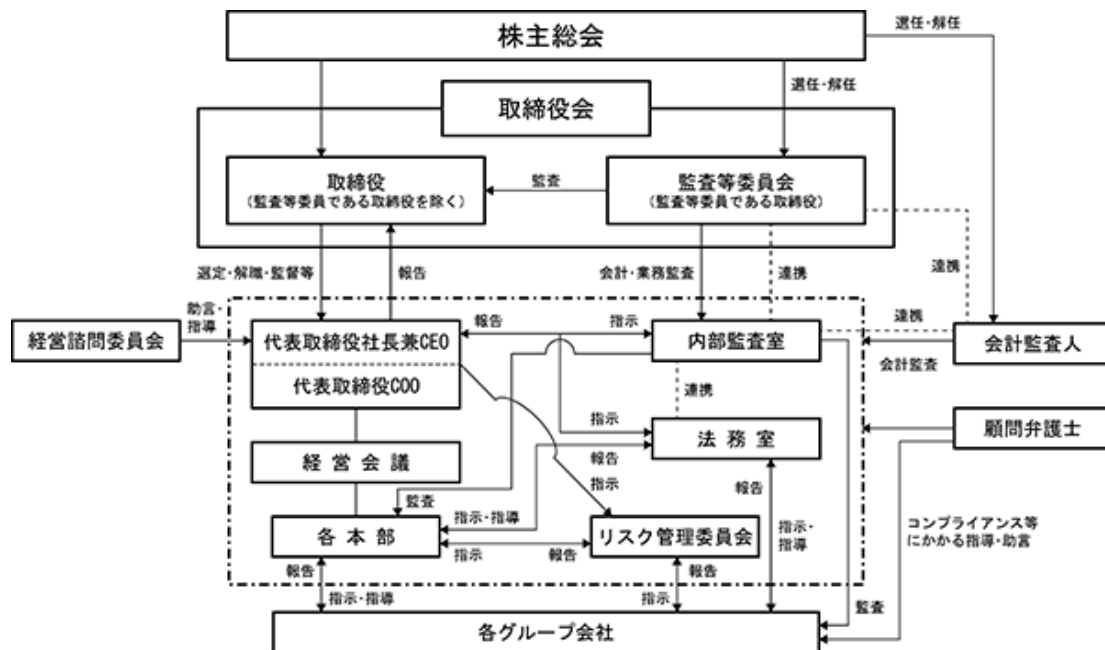 株主総会
選任・解任
選任・解任
取締役会
取締役
(監査等委員である取締役を除く)
監査
監査等委員会
(監査等委員である取締役)
選定・解職・監督等
報告
会計・業務監査
連携
連携
助言・
指導
経営諮問委員会
代表取締役社長兼CEO
代表取締役COO
報告
指示
内部監査室
連携
会計監査
会計監査人
連携
指示
法務室
顧問弁護士
経営会議
報告
指示
監査
指示・指導
報告
指示・
指導
コンプライアンス等
にかかる指導・助言
各本部
指示
報告
リスク管理委員会
報告
指示・指導
報告
指示
監査
各グループ会社